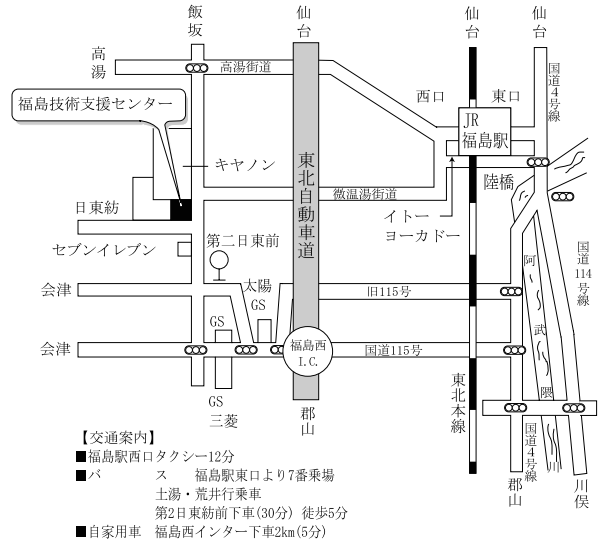 飯坂
仙台
仙台
仙台
高湯
高湯街道
国道4号線
西口
東口
福島技術支援センター
JR
福島駅
キヤノン
東北自動車道
陸橋
微温湯街道
日東紡
イトー
ヨーカドー
セブンイレブン
第二日東前
阿武隈
国道114号線
会津
太陽
GS
旧115号
GS
会津
福島西
I.C.
国道115号
東北本線
GS
三菱
郡山
国道4号線
郡山
川俣
【交通案内】
■福島駅西口タクシー12分
■バス 福島駅東口より7番乗場
土湯・荒井行乗車
第2日東紡前下車(30分) 徒歩5分
■自家用車 福島西インター下車2km(5分)